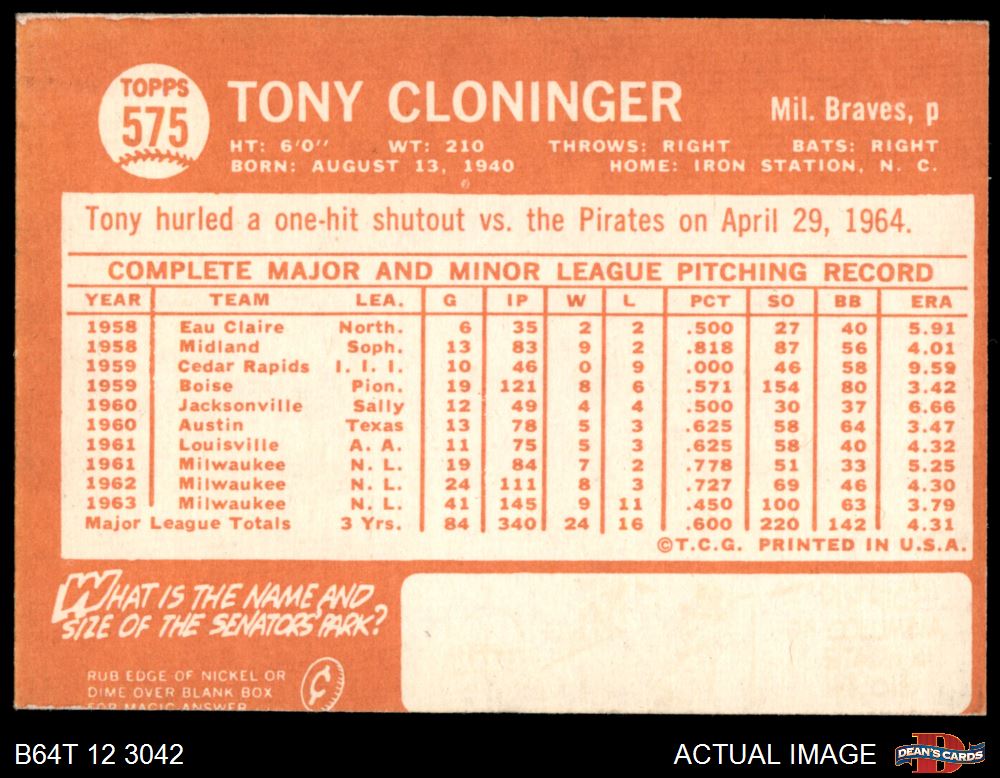 TOPPS
575
TONY CLONINGER
Mil. Braves, p
HT: 6'0" WT: 210 THROWS: RIGHT BATS: RIGHT
BORN: AUGUST 13, 1940 HOME: IRON STATION, N. C.
Tony hurled a one-hit shutout vs. the Pirates on April 29, 1964.
COMPLETE MAJOR AND MINOR LEAGUE PITCHING RECORD
YEAR TEAM LEA. G IP W L PCT SO BB ERA
1958 Eau Claire North. 6 35 2 2 .500 27 40 5.91
1958 Midland Soph. 13 83 9 2 .818 87 56 4.01
1959 Cedar Rapids I. I. I. 10 46 0 9 .000 46 58 9.59
1959 Boise Pion. 19 121 8 6 .571 154 80 3.42
1960 Jacksonville Sally 12 49 4 4 .500 30 37 6.66
1960 Austin Texas 13 78 5 3 .625 58 64 3.47
1961 Louisville A. A. 11 75 5 3 .625 58 40 4.32
1961 Milwaukee N. L. 19 84 7 2 .778 51 33 5.25
1962 Milwaukee N. L. 24 111 8 3 .727 69 46 4.30
1963 Milwaukee N. L. 41 145 9 11 .450 100 63 3.79
Major League Totals 3 Yrs. 84 340 24 16 .600 220 142 4.31
©T.C.G. PRINTED IN U.S.A.
WHAT IS THE NAME AND
SIZE OF THE SENATORS' PARK?
RUB EDGE OF NICKEL OR
DIME OVER BLANK BOX
FOR MAGIC ANSWER
¢
B64T 12 3042
ACTUAL IMAGE
D
DEAN'S CARDS